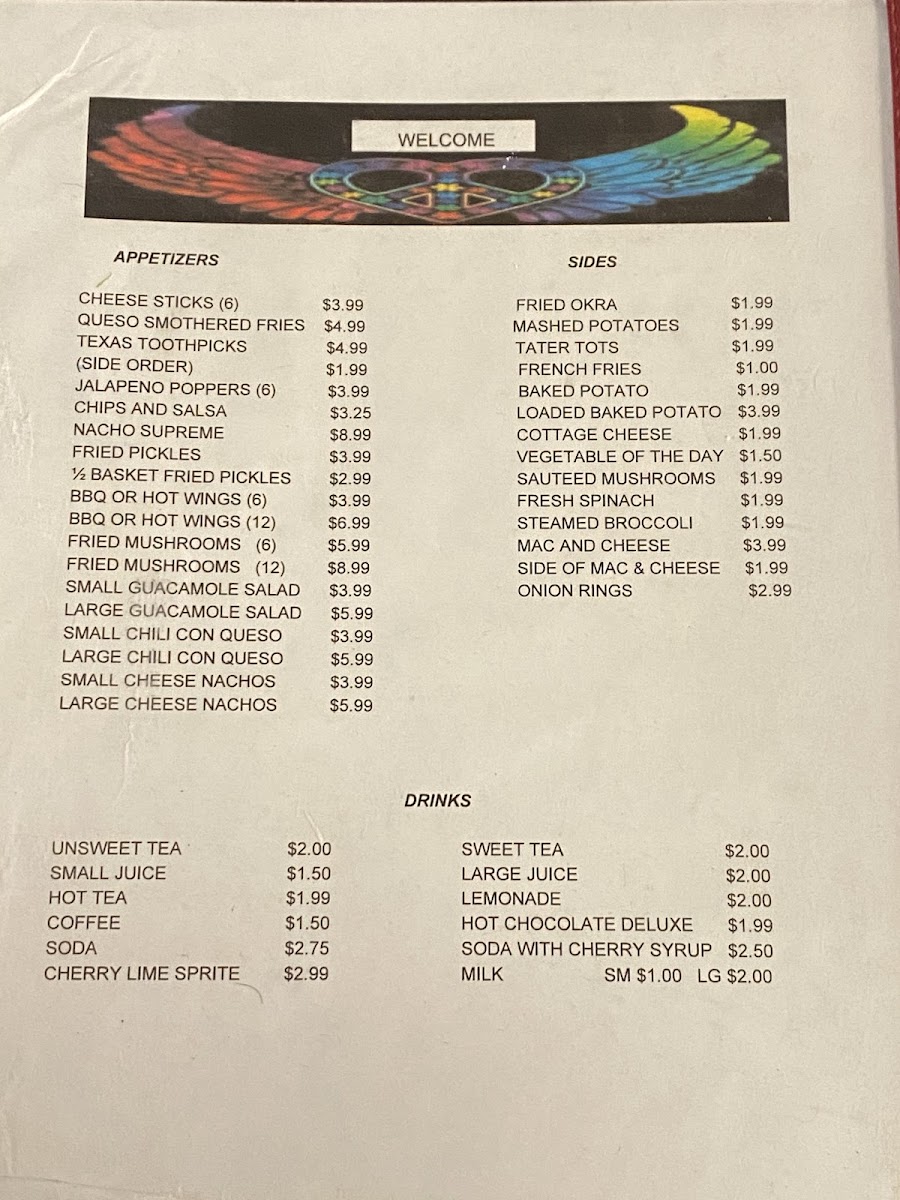 WELCOME
APPETIZERS
CHEESE STICKS (6) $3.99
QUESO SMOTHERED FRIES $4.99
TEXAS TOOTHPICKS $4.99
(SIDE ORDER) $1.99
JALAPENO POPPERS (6) $3.99
CHIPS AND SALSA $3.25
NACHO SUPREME $8.99
FRIED PICKLES $3.99
½ BASKET FRIED PICKLES $2.99
BBQ OR HOT WINGS (6) $3.99
BBQ OR HOT WINGS (12) $6.99
FRIED MUSHROOMS (6) $5.99
FRIED MUSHROOMS (12) $8.99
SMALL GUACAMOLE SALAD $3.99
LARGE GUACAMOLE SALAD $5.99
SMALL CHILI CON QUESO $3.99
LARGE CHILI CON QUESO $5.99
SMALL CHEESE NACHOS $3.99
LARGE CHEESE NACHOS $5.99
SIDES
FRIED OKRA $1.99
MASHED POTATOES $1.99
TATER TOTS $1.99
FRENCH FRIES $1.00
BAKED POTATO $1.99
LOADED BAKED POTATO $3.99
COTTAGE CHEESE $1.99
VEGETABLE OF THE DAY $1.50
SAUTEED MUSHROOMS $1.99
FRESH SPINACH $1.99
STEAMED BROCCOLI $1.99
MAC AND CHEESE $3.99
SIDE OF MAC & CHEESE $1.99
ONION RINGS $2.99
DRINKS
UNSWEET TEA $2.00
SMALL JUICE $1.50
HOT TEA $1.99
COFFEE $1.50
SODA $2.75
CHERRY LIME SPRITE $2.99
SWEET TEA $2.00
LARGE JUICE $2.00
LEMONADE $2.00
HOT CHOCOLATE DELUXE $1.99
SODA WITH CHERRY SYRUP $2.50
MILK SM $1.00 LG $2.00